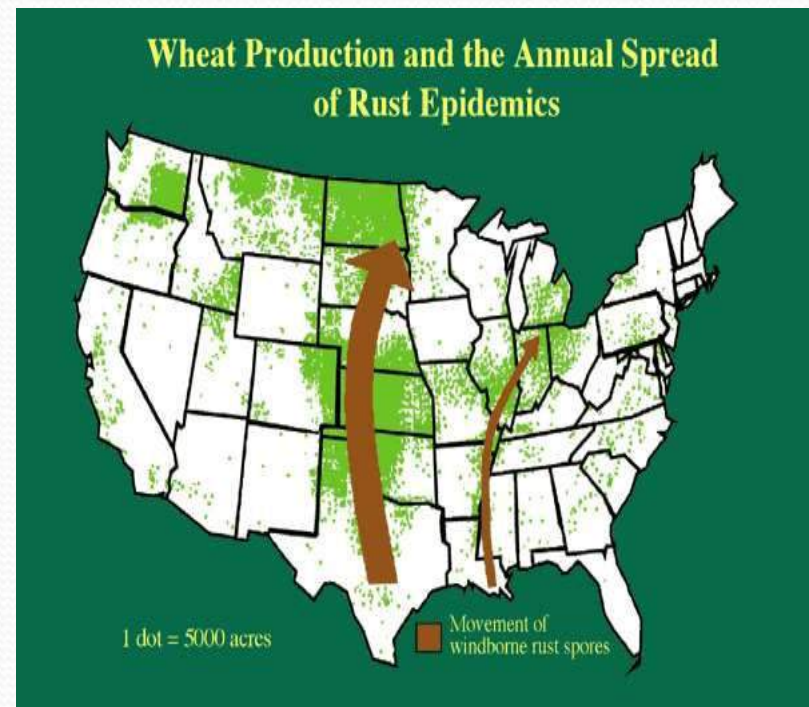 Wheat Production and the Annual Spread
of Rust Epidemics
1 dot = 5000 acres
Movement of
windborne rust spores